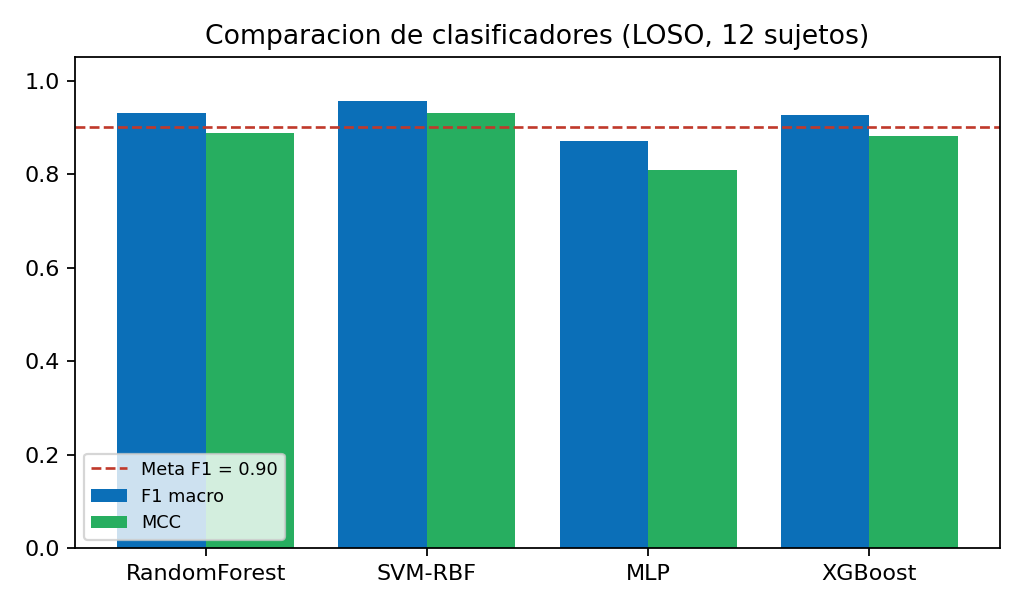 Comparacion de clasificadores (LOSO, 12 sujetos)
1.0
0.8
0.6
0.4
0.2
0.0
Meta F1 = 0.90
F1 macro
MCC
RandomForest
SVM-RBF
MLP
XGBoost